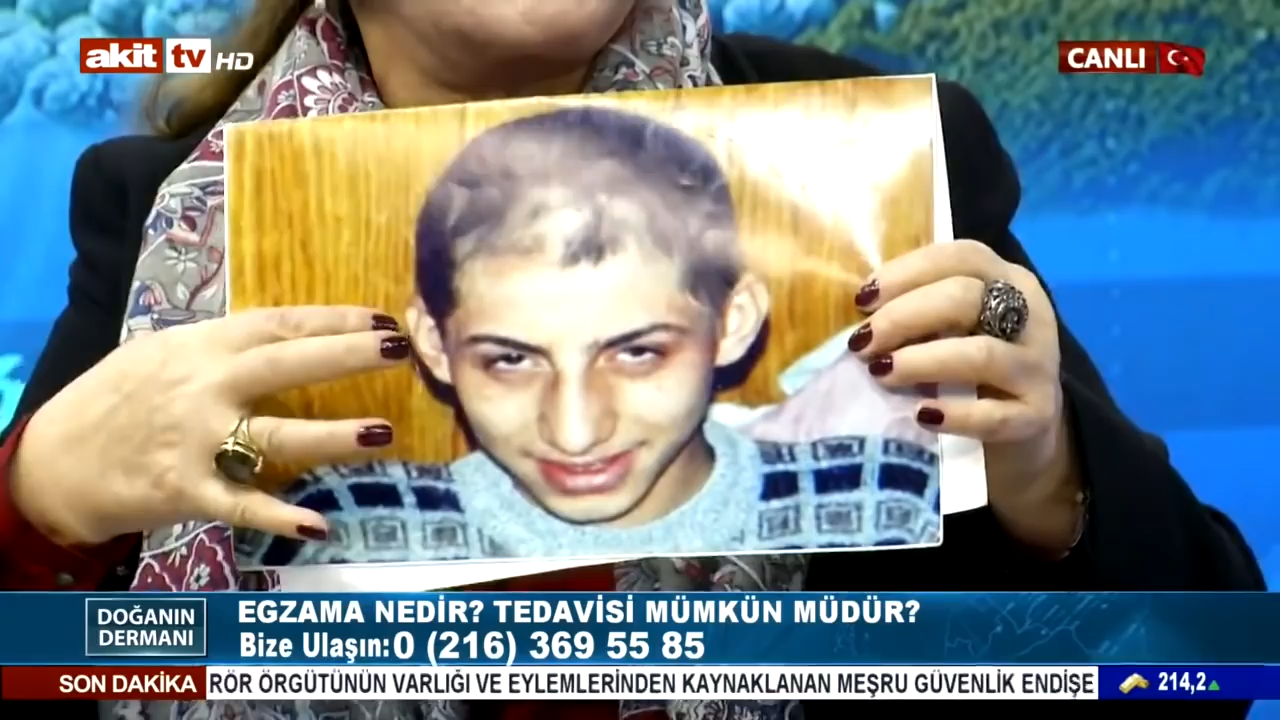 akit tv HD
CANLI
DOĞANIN
DERMANI
EGZAMA NEDİR? TEDAVİSİ MÜMKÜN MÜDÜR?
Bize Ulaşın:0 (216) 369 55 85
SON DAKİKA
RÖR ÖRGÜTÜNÜN VARLIĞI VE EYLEMLERİNDEN KAYNAKLANAN MEŞRU GÜVENLİK ENDİŞE
214,2